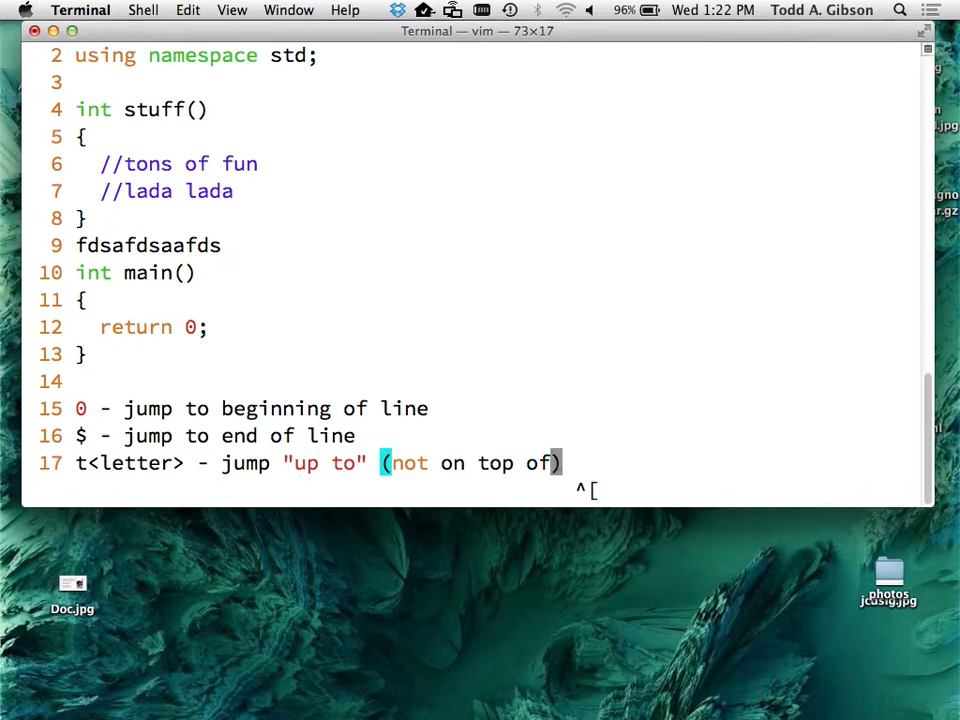 Terminal Shell Edit View Window Help 96% Wed 1:22 PM Todd A. Gibson
Terminal — vim — 73×17
2 using namespace std;
3
4 int stuff()
5 {
6   //tons of fun
7   //lada lada
8 }
9 fdsafdsaafds
10 int main()
11 {
12   return 0;
13 }
14
15 0 - jump to beginning of line
16 $ - jump to end of line
17 t<letter> - jump "up to" (not on top of)
^[
.jpg
Doc.jpg
photos